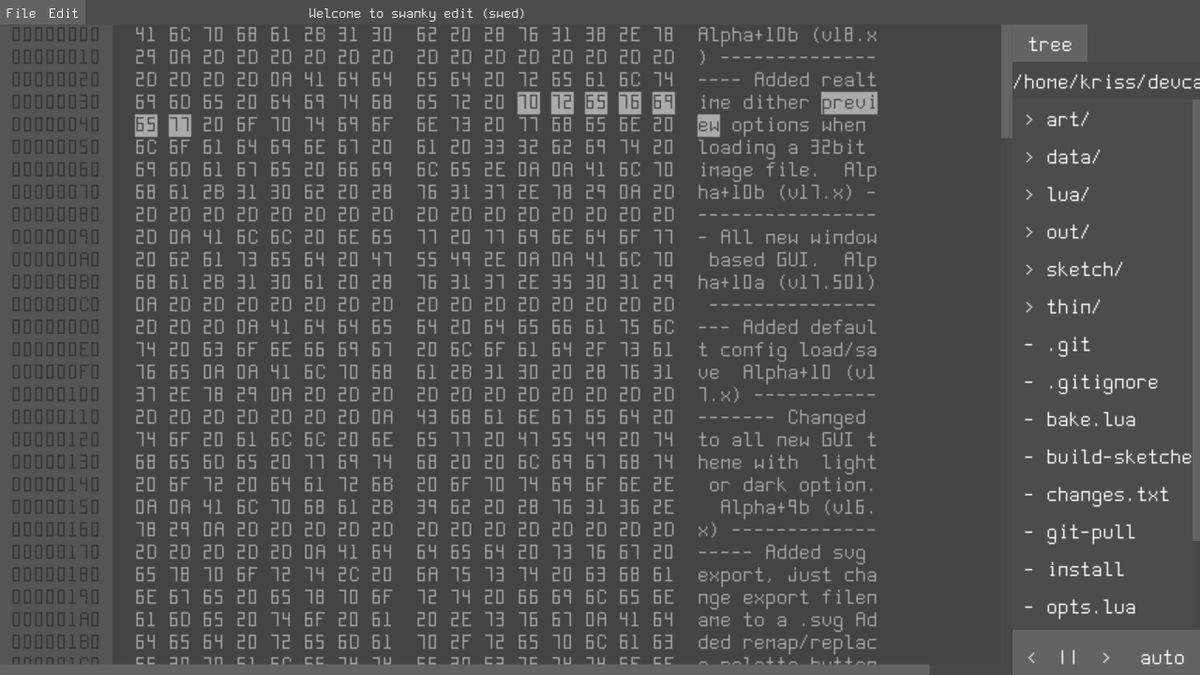 File Edit Welcome to swanky edit (swed)
00000000 41 6C 70 68 61 2B 31 30 62 20 28 76 31 38 2E 78 Alpha+10b (v18.x
00000010 29 0A 2D 2D 2D 2D 2D 2D 2D 2D 2D 2D 2D 2D 2D 2D ) --------------
00000020 2D 2D 2D 2D 0A 41 64 64 65 64 20 72 65 61 6C 74 ---- Added realt
00000030 69 6D 65 20 64 69 74 68 65 72 20 70 72 65 76 69 ime dither previ
00000040 65 77 20 6F 70 74 69 6F 6E 73 20 77 68 65 6E 20 ew options when
00000050 6C 6F 61 64 69 6E 67 20 61 20 33 32 62 69 74 20 loading a 32bit
00000060 69 6D 61 67 65 20 66 69 6C 65 2E 0A 0A 41 6C 70 image file.  Alp
00000070 68 61 2B 31 30 62 20 28 76 31 37 2E 78 29 0A 2D ha+10b (v17.x) -
00000080 2D 2D 2D 2D 2D 2D 2D 2D 2D 2D 2D 2D 2D 2D 2D 2D ----------------
00000090 2D 0A 41 6C 6C 20 6E 65 77 20 77 69 6E 64 6F 77 - All new window
000000A0 20 62 61 73 65 64 20 47 55 49 2E 0A 0A 41 6C 70  based GUI.  Alp
000000B0 68 61 2B 31 30 61 20 28 76 31 37 2E 35 30 31 29 ha+10a (v17.501)
000000C0 0A 2D 2D 2D 2D 2D 2D 2D 2D 2D 2D 2D 2D 2D 2D 2D  ---------------
000000D0 2D 2D 2D 0A 41 64 64 65 64 20 64 65 66 61 75 6C --- Added defaul
000000E0 74 20 63 6F 6E 66 69 67 20 6C 6F 61 64 2F 73 61 t config load/sa
000000F0 76 65 0A 0A 41 6C 70 68 61 2B 31 30 20 28 76 31 ve  Alpha+10 (v1
00000100 37 2E 78 29 0A 2D 2D 2D 2D 2D 2D 2D 2D 2D 2D 2D 7.x) -----------
00000110 2D 2D 2D 2D 2D 2D 2D 0A 43 68 61 6E 67 65 64 20 ------- Changed
00000120 74 6F 20 61 6C 6C 20 6E 65 77 20 47 55 49 20 74 to all new GUI t
00000130 68 65 6D 65 20 77 69 74 68 20 20 6C 69 67 68 74 heme with  light
00000140 20 6F 72 20 64 61 72 6B 20 6F 70 74 69 6F 6E 2E  or dark option.
00000150 0A 0A 41 6C 70 68 61 2B 39 62 20 28 76 31 36 2E   Alpha+9b (v16.
00000160 78 29 0A 2D 2D 2D 2D 2D 2D 2D 2D 2D 2D 2D 2D 2D x) -------------
00000170 2D 2D 2D 2D 2D 0A 41 64 64 65 64 20 73 76 67 20 ----- Added svg
00000180 65 78 70 6F 72 74 2C 20 6A 75 73 74 20 63 68 61 export, just cha
00000190 6E 67 65 20 65 78 70 6F 72 74 20 66 69 6C 65 6E nge export filen
000001A0 61 6D 65 20 74 6F 20 61 20 2E 73 76 67 0A 41 64 ame to a .svg Ad
000001B0 64 65 64 20 72 65 6D 61 70 2F 72 65 70 6C 61 63 ded remap/replac
tree
/home/kriss/devca
> art/
> data/
> lua/
> out/
> sketch/
> thin/
- .git
- .gitignore
- bake.lua
- build-sketche
- changes.txt
- git-pull
- install
- opts.lua
< || > auto